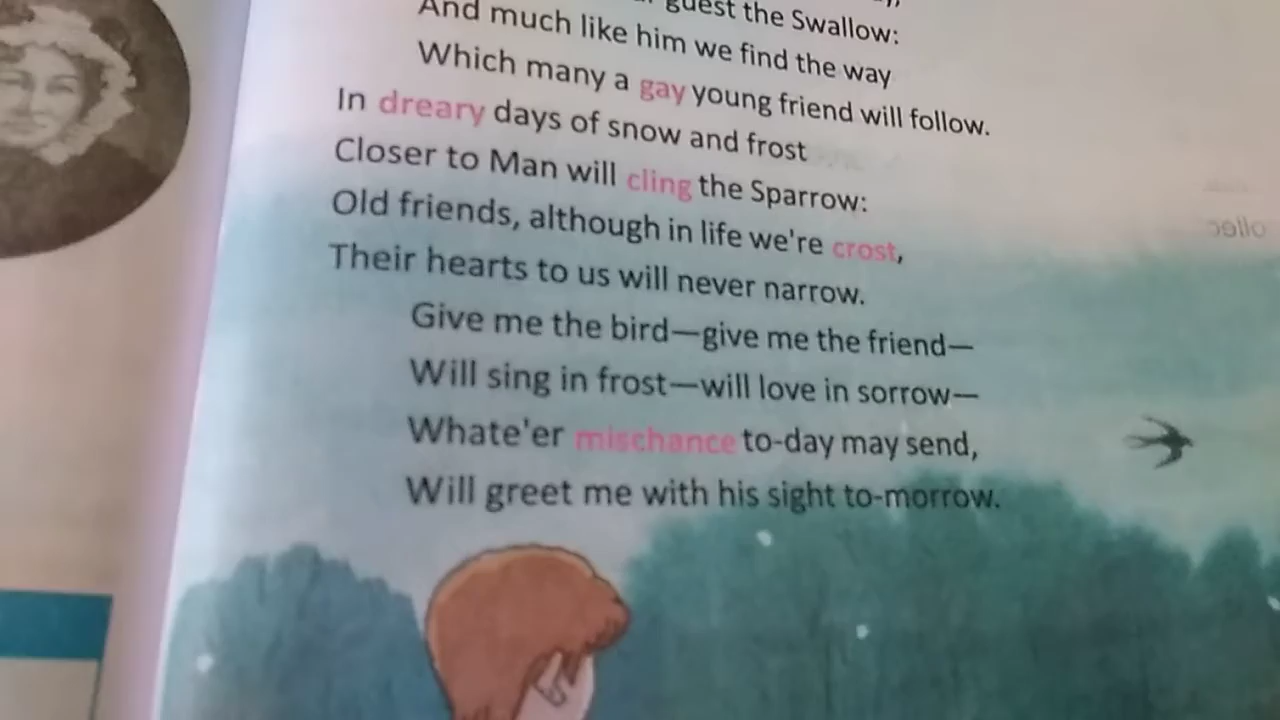 guest the Swallow:
And much like him we find the way
Which many a gay young friend will follow.
In dreary days of snow and frost
Closer to Man will cling the Sparrow:
Old friends, although in life we're crost,
Their hearts to us will never narrow.
Give me the bird—give me the friend—
Will sing in frost—will love in sorrow—
Whate'er mischance to-day may send,
Will greet me with his sight to-morrow.